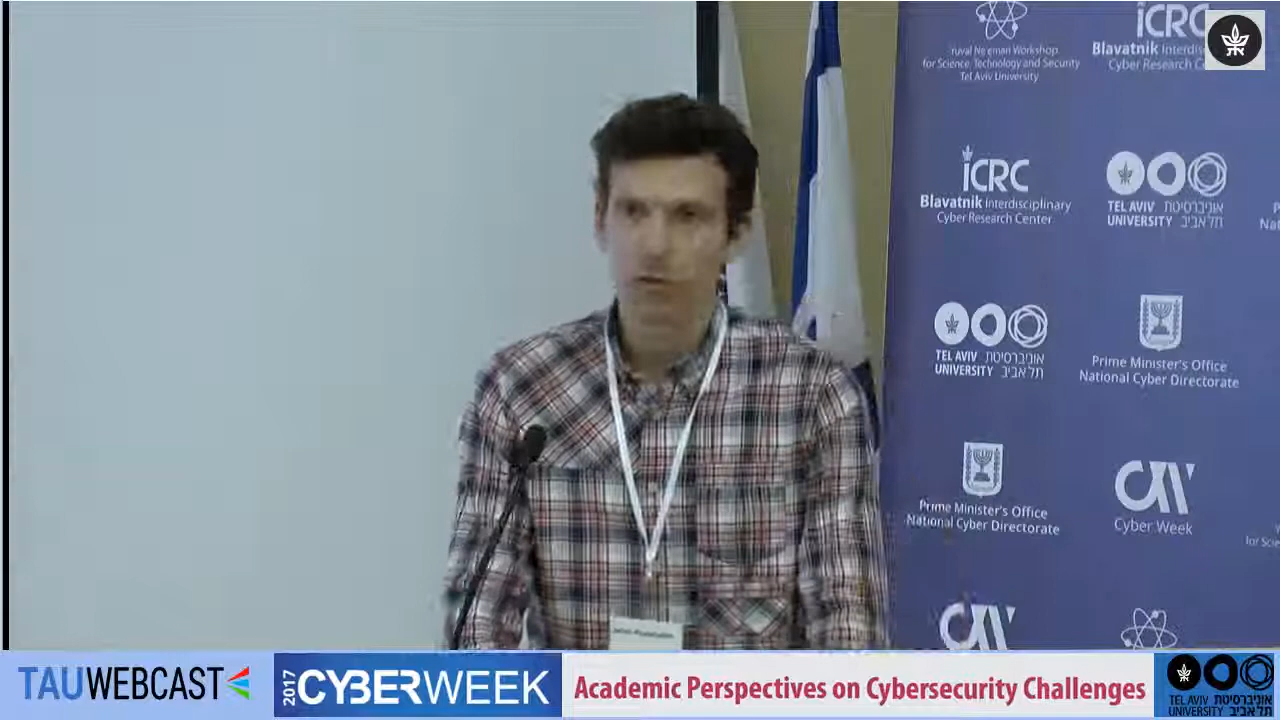 Yuval Ne'eman Workshop
for Science, Technology and Security
Tel Aviv University
iCRC
Blavatnik
Cyber Research
iCRC
Blavatnik Interdisciplinary
Cyber Research Center
TEL AVIV אוניברסיטת
UNIVERSITY תל אביב
TEL AVIV אוניברסיטת
UNIVERSITY תל אביב
Prime Minister's Office
National Cyber Directorate
Prime Minister's Office
National Cyber Directorate
Cyber Week
TAUWEBCAST
2017 CYBERWEEK
Academic Perspectives on Cybersecurity Challenges
TEL AVIV אוניברסיטת
UNIVERSITY תל אביב